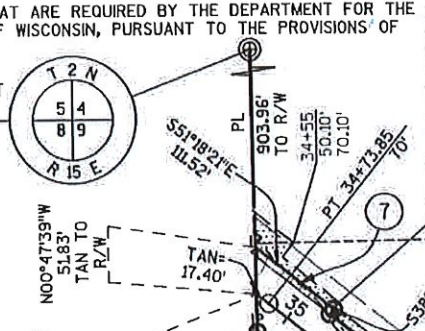 AT ARE REQUIRED BY THE DEPARTMENT FOR THE
F WISCONSIN, PURSUANT TO THE PROVISIONS OF
T 2 N
5 4
8 9
R 15 E
PL
903.96'
TO R/W
34+55
50.10'
70.10'
S51°18'21"E
111.52'
PT 34+73.85
70'
7
N00°47'39"W
51.83'
TAN TO
R/W
TAN=
17.40'
35
S38